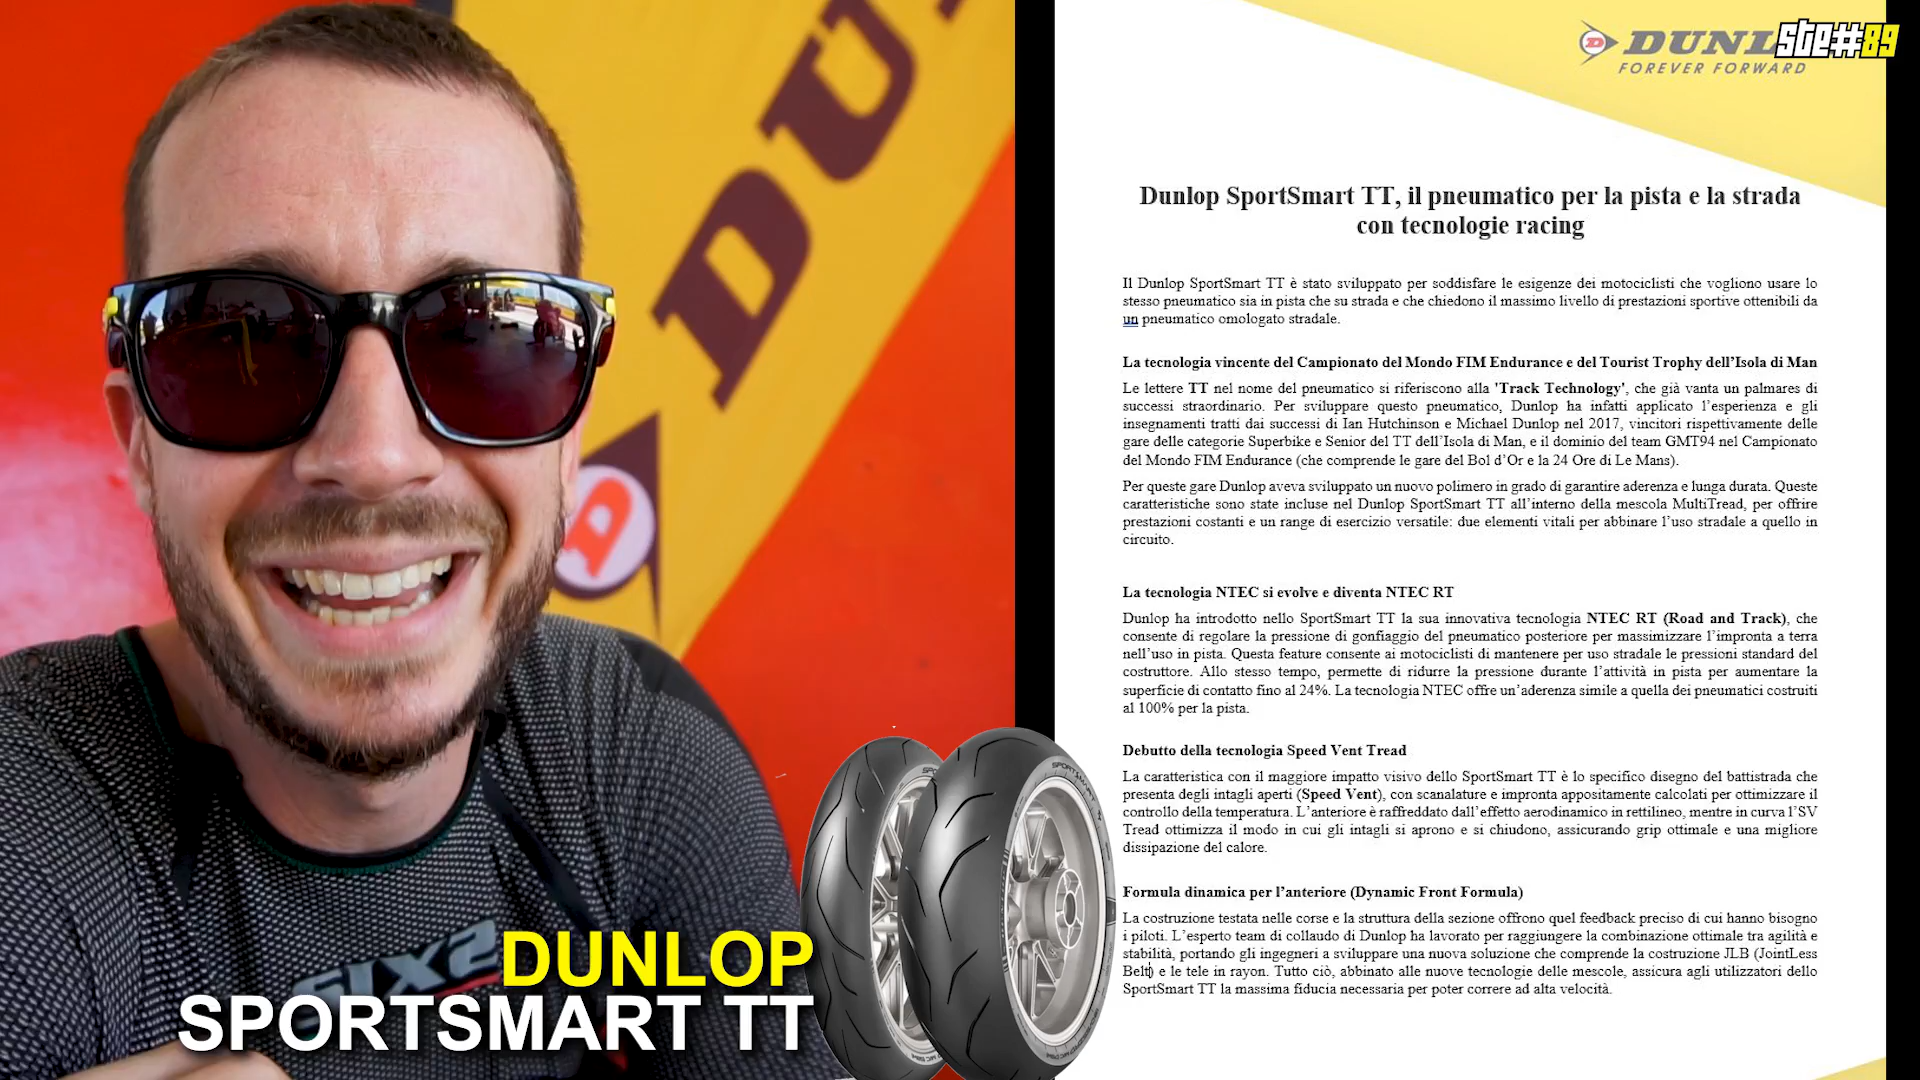 DUNL
D
SIXS
DUNLOP
SPORTSMART TT
SPORTSMART
DUNL
ste#89
FOREVER FORWARD
Dunlop SportSmart TT, il pneumatico per la pista e la strada
con tecnologie racing
Il Dunlop SportSmart TT è stato sviluppato per soddisfare le esigenze dei motociclisti che vogliono usare lo
stesso pneumatico sia in pista che su strada e che chiedono il massimo livello di prestazioni sportive ottenibili da
un pneumatico omologato stradale.
La tecnologia vincente del Campionato del Mondo FIM Endurance e del Tourist Trophy dell’Isola di Man
Le lettere TT nel nome del pneumatico si riferiscono alla 'Track Technology', che già vanta un palmares di
successi straordinario. Per sviluppare questo pneumatico, Dunlop ha infatti applicato l’esperienza e gli
insegnamenti tratti dai successi di Ian Hutchinson e Michael Dunlop nel 2017, vincitori rispettivamente delle
gare delle categorie Superbike e Senior del TT dell’Isola di Man, e il dominio del team GMT94 nel Campionato
del Mondo FIM Endurance (che comprende le gare del Bol d’Or e la 24 Ore di Le Mans).
Per queste gare Dunlop aveva sviluppato un nuovo polimero in grado di garantire aderenza e lunga durata. Queste
caratteristiche sono state incluse nel Dunlop SportSmart TT all’interno della mescola MultiTread, per offrire
prestazioni costanti e un range di esercizio versatile: due elementi vitali per abbinare l’uso stradale a quello in
circuito.
La tecnologia NTEC si evolve e diventa NTEC RT
Dunlop ha introdotto nello SportSmart TT la sua innovativa tecnologia NTEC RT (Road and Track), che
consente di regolare la pressione di gonfiaggio del pneumatico posteriore per massimizzare l’impronta a terra
nell’uso in pista. Questa feature consente ai motociclisti di mantenere per uso stradale le pressioni standard del
costruttore. Allo stesso tempo, permette di ridurre la pressione durante l’attività in pista per aumentare la
superficie di contatto fino al 24%. La tecnologia NTEC offre un’aderenza simile a quella dei pneumatici costruiti
al 100% per la pista.
Debutto della tecnologia Speed Vent Tread
La caratteristica con il maggiore impatto visivo dello SportSmart TT è lo specifico disegno del battistrada che
presenta degli intagli aperti (Speed Vent), con scanalature e impronta appositamente calcolati per ottimizzare il
controllo della temperatura. L’anteriore è raffreddato dall’effetto aerodinamico in rettilineo, mentre in curva l’SV
Tread ottimizza il modo in cui gli intagli si aprono e si chiudono, assicurando grip ottimale e una migliore
dissipazione del calore.
Formula dinamica per l’anteriore (Dynamic Front Formula)
La costruzione testata nelle corse e la struttura della sezione offrono quel feedback preciso di cui hanno bisogno
i piloti. L’esperto team di collaudo di Dunlop ha lavorato per raggiungere la combinazione ottimale tra agilità e
stabilità, portando gli ingegneri a sviluppare una nuova soluzione che comprende la costruzione JLB (JointLess
Belt) e le tele in rayon. Tutto ciò, abbinato alle nuove tecnologie delle mescole, assicura agli utilizzatori dello
SportSmart TT la massima fiducia necessaria per poter correre ad alta velocità.